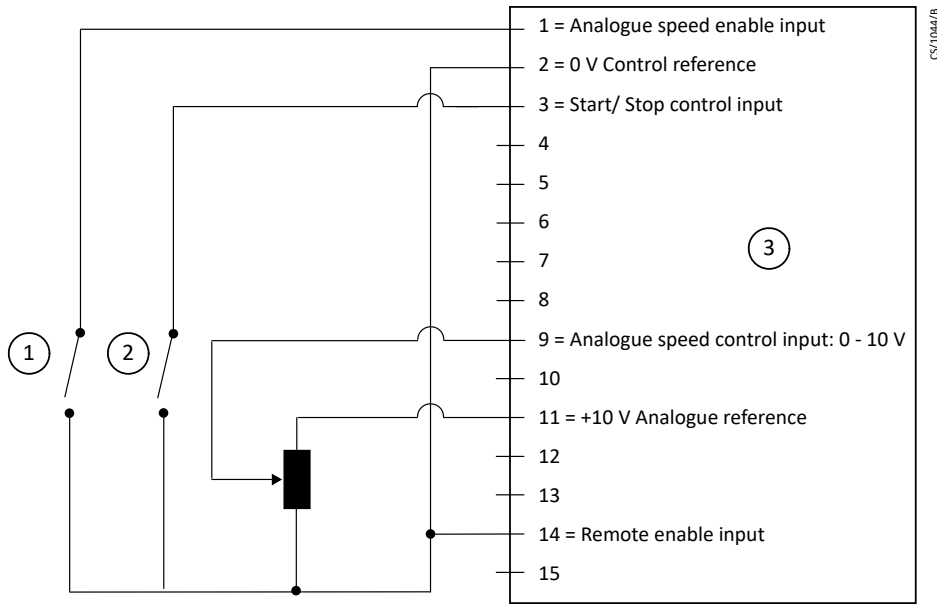 1 = Analogue speed enable input
2 = 0 V Control reference
3 = Start/ Stop control input
4
5
6
7
8
9 = Analogue speed control input: 0 - 10 V
10
11 = +10 V Analogue reference
12
13
14 = Remote enable input
15
1
2
3
CS/1044/B